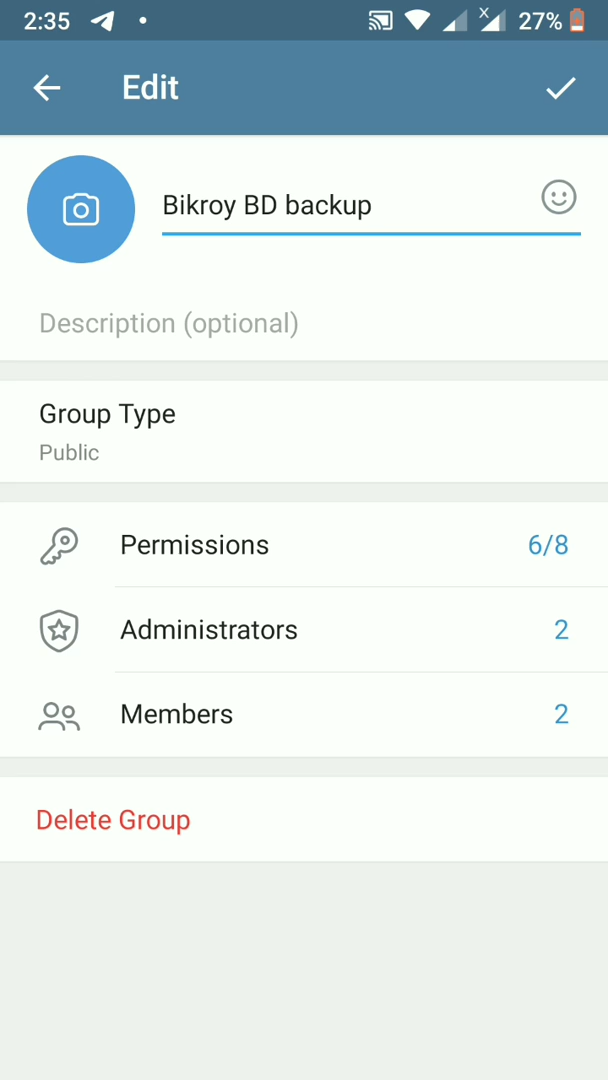 2:35
X
27%
Edit
Bikroy BD backup
Description (optional)
Group Type
Public
Permissions 6/8
Administrators 2
Members 2
Delete Group